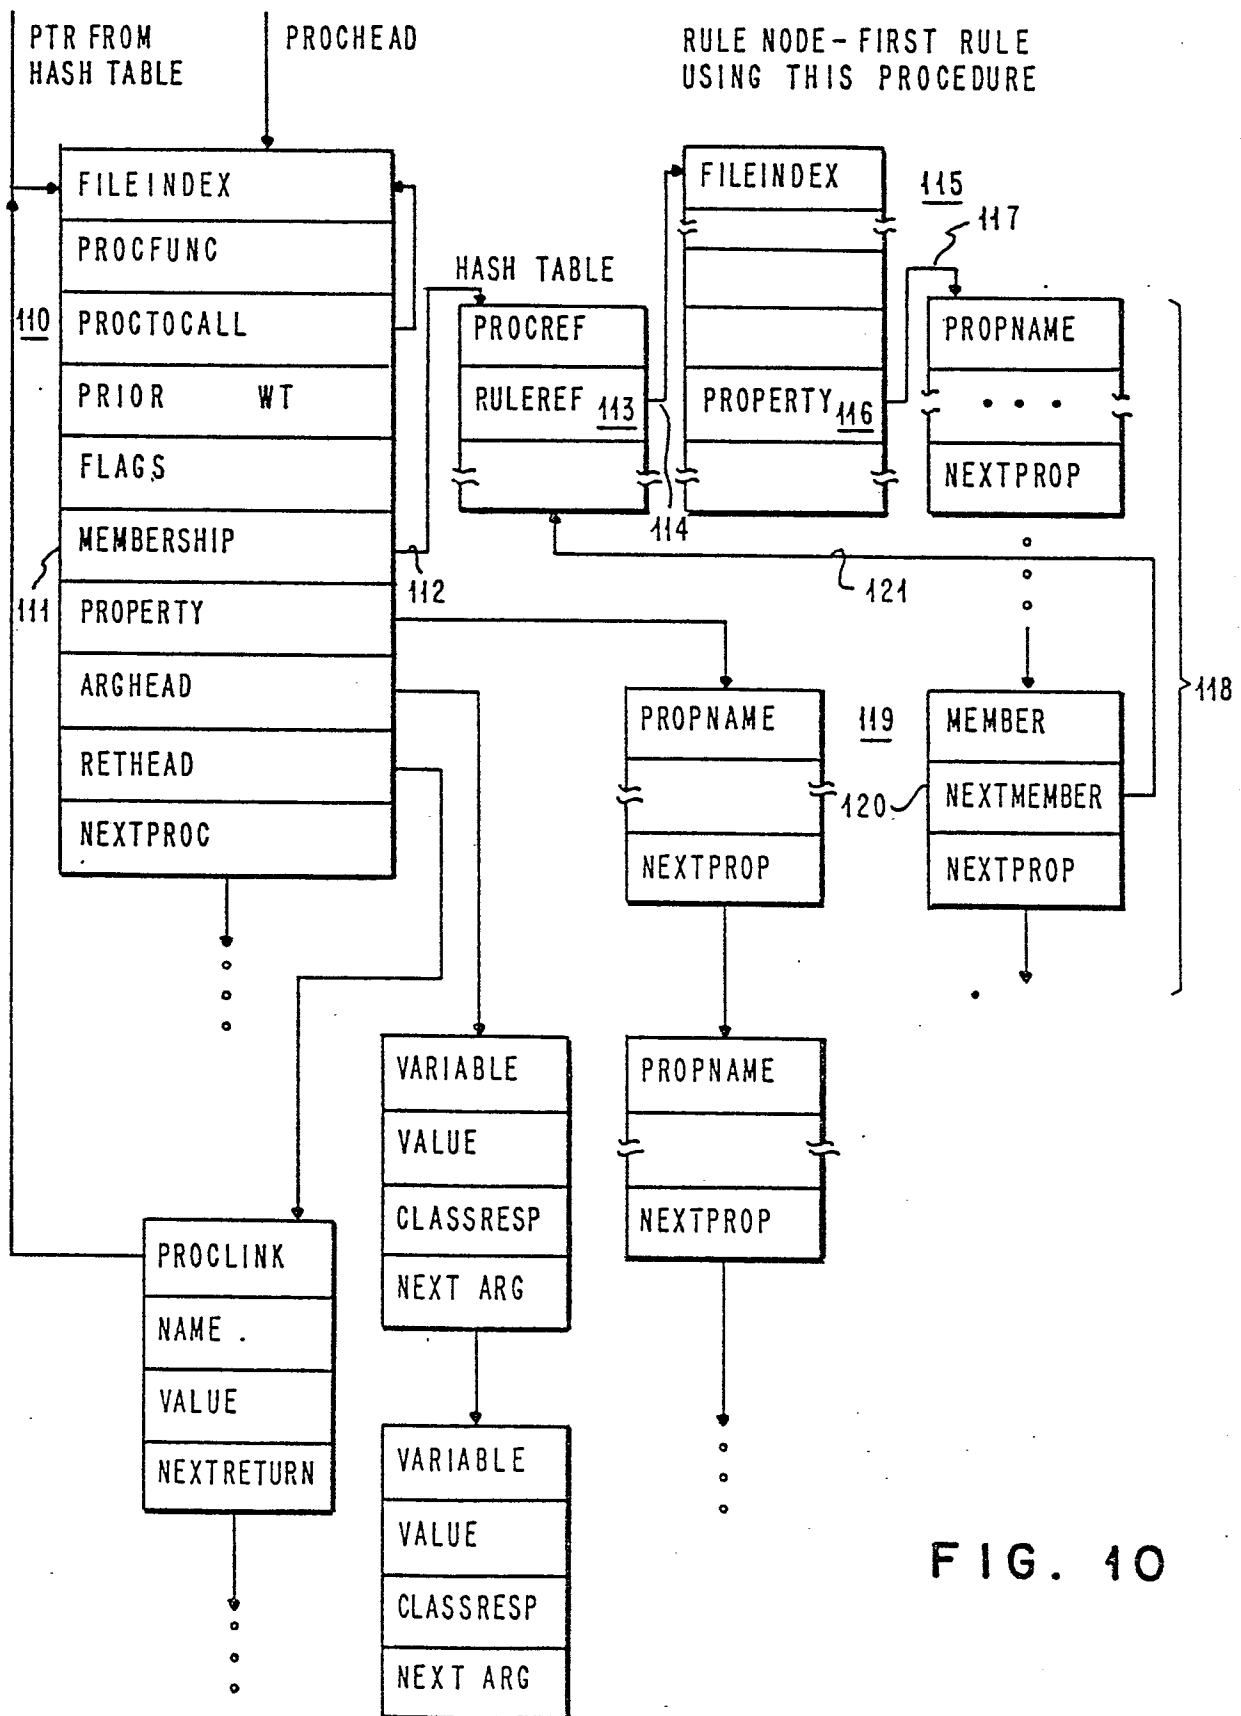 PTR FROM
HASH TABLE
PROCHEAD
RULE NODE-FIRST RULE
USING THIS PROCEDURE
FILEINDEX
PROCFUNC
110
PROCTOCALL
PRIOR WT
FLAGS
MEMBERSHIP
111
112
PROPERTY
ARGHEAD
RETHEAD
NEXTPROC
HASH TABLE
PROCREF
RULEREF 113
114
FILEINDEX
115
117
PROPERTY 116
PROPNAME
NEXTPROP
121
118
PROPNAME
NEXTPROP
119
MEMBER
120
NEXTMEMBER
NEXTPROP
PROPNAME
NEXTPROP
VARIABLE
VALUE
CLASSRESP
NEXT ARG
PROCLINK
NAME .
VALUE
NEXTRETURN
VARIABLE
VALUE
CLASSRESP
NEXT ARG
FIG. 10